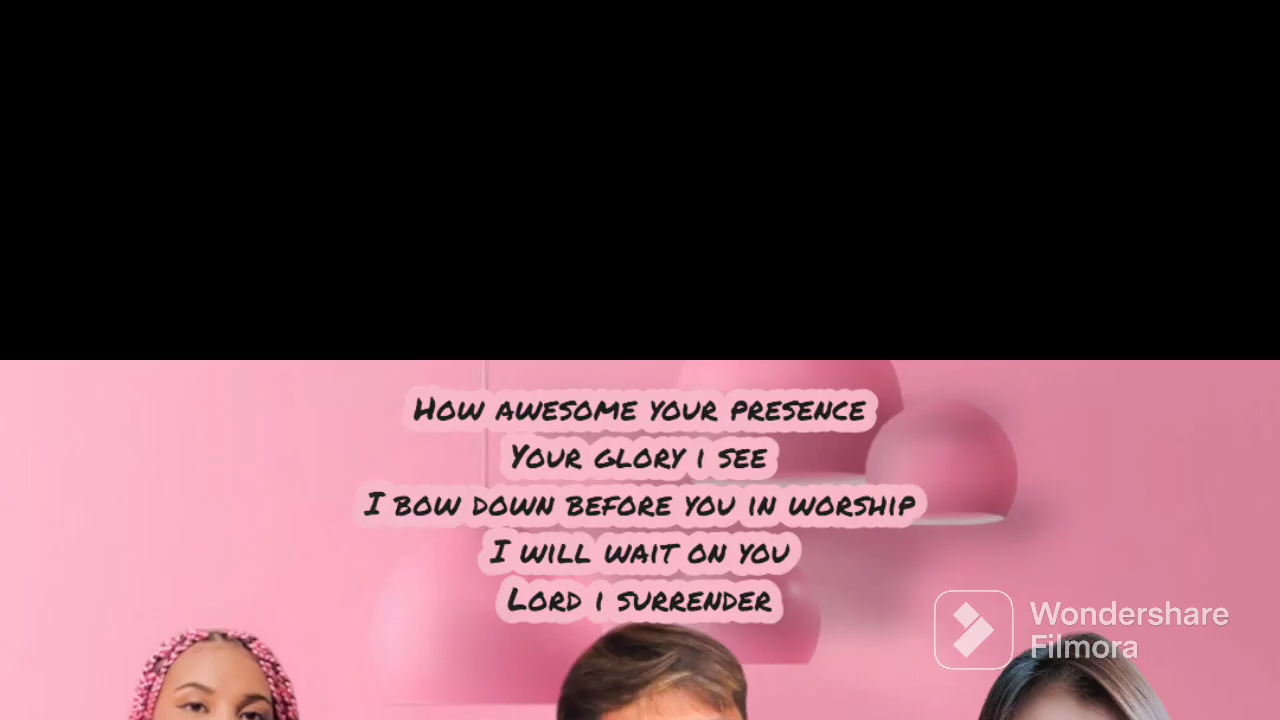 How awesome your presence
Your glory i see
I bow down before you in worship
I will wait on you
Lord i surrender
Wondershare
Filmora